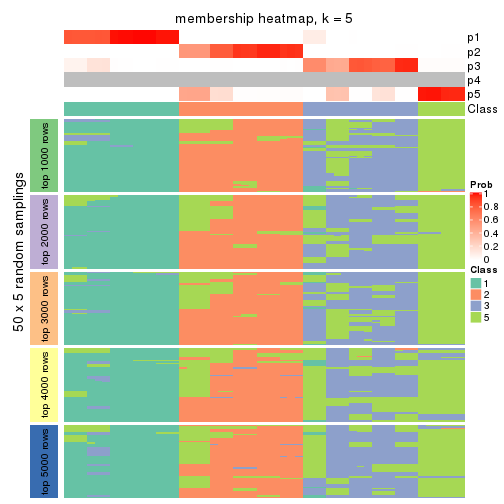 membership heatmap, k = 5
p1
p2
p3
p4
p5
Class
50 x 5 random samplings
top 1000 rows
top 2000 rows
top 3000 rows
top 4000 rows
top 5000 rows
Prob
1
0.8
0.6
0.4
0.2
0
Class
1
2
3
5